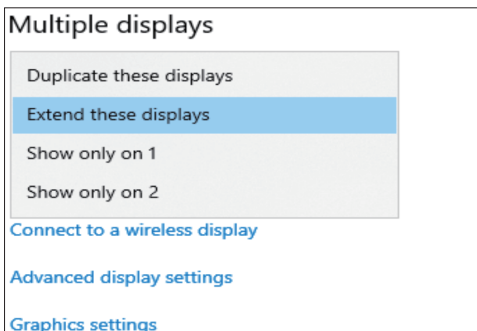 Multiple displays
Duplicate these displays
Extend these displays
Show only on 1
Show only on 2
Connect to a wireless display
Advanced display settings
Graphics settings